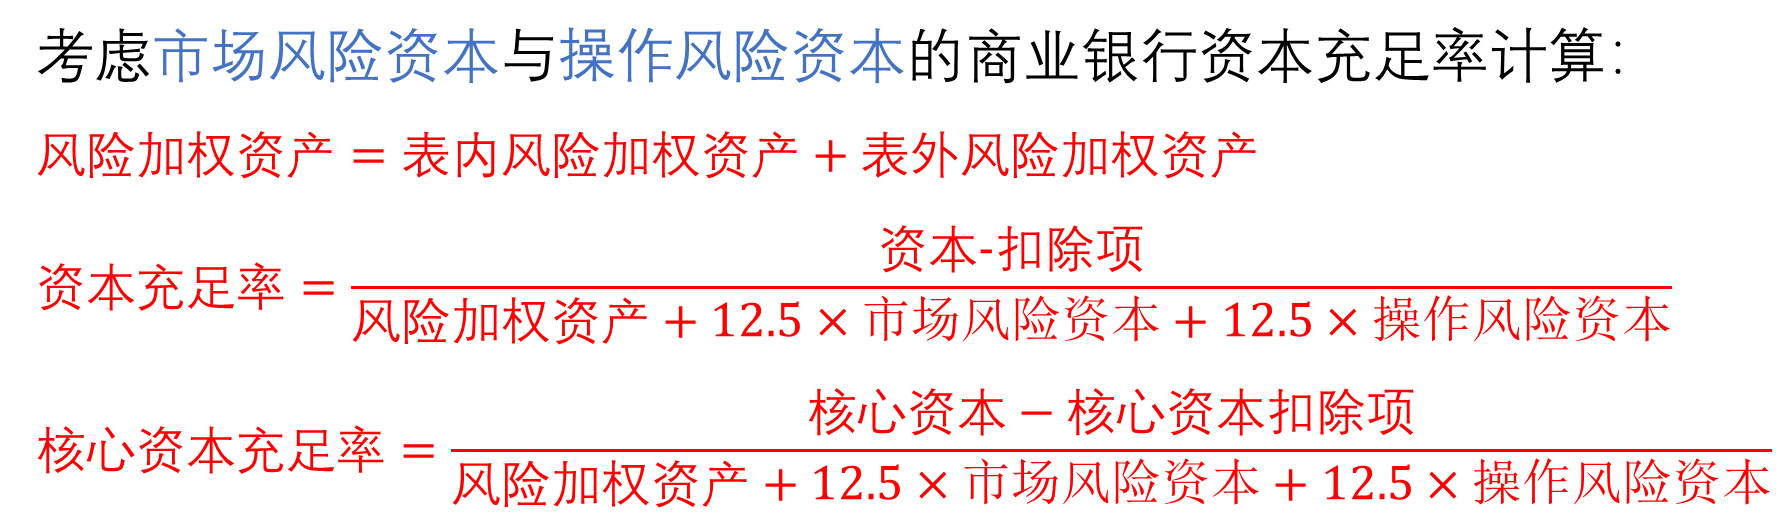 考虑市场风险资本与操作风险资本的商业银行资本充足率计算：
风险加权资产 = 表内风险加权资产 + 表外风险加权资产
资本-扣除项
资本充足率 =
风险加权资产 + 12.5 × 市场风险资本 + 12.5 × 操作风险资本
核心资本 − 核心资本扣除项
核心资本充足率 =
风险加权资产 + 12.5 × 市场风险资本 + 12.5 × 操作风险资本